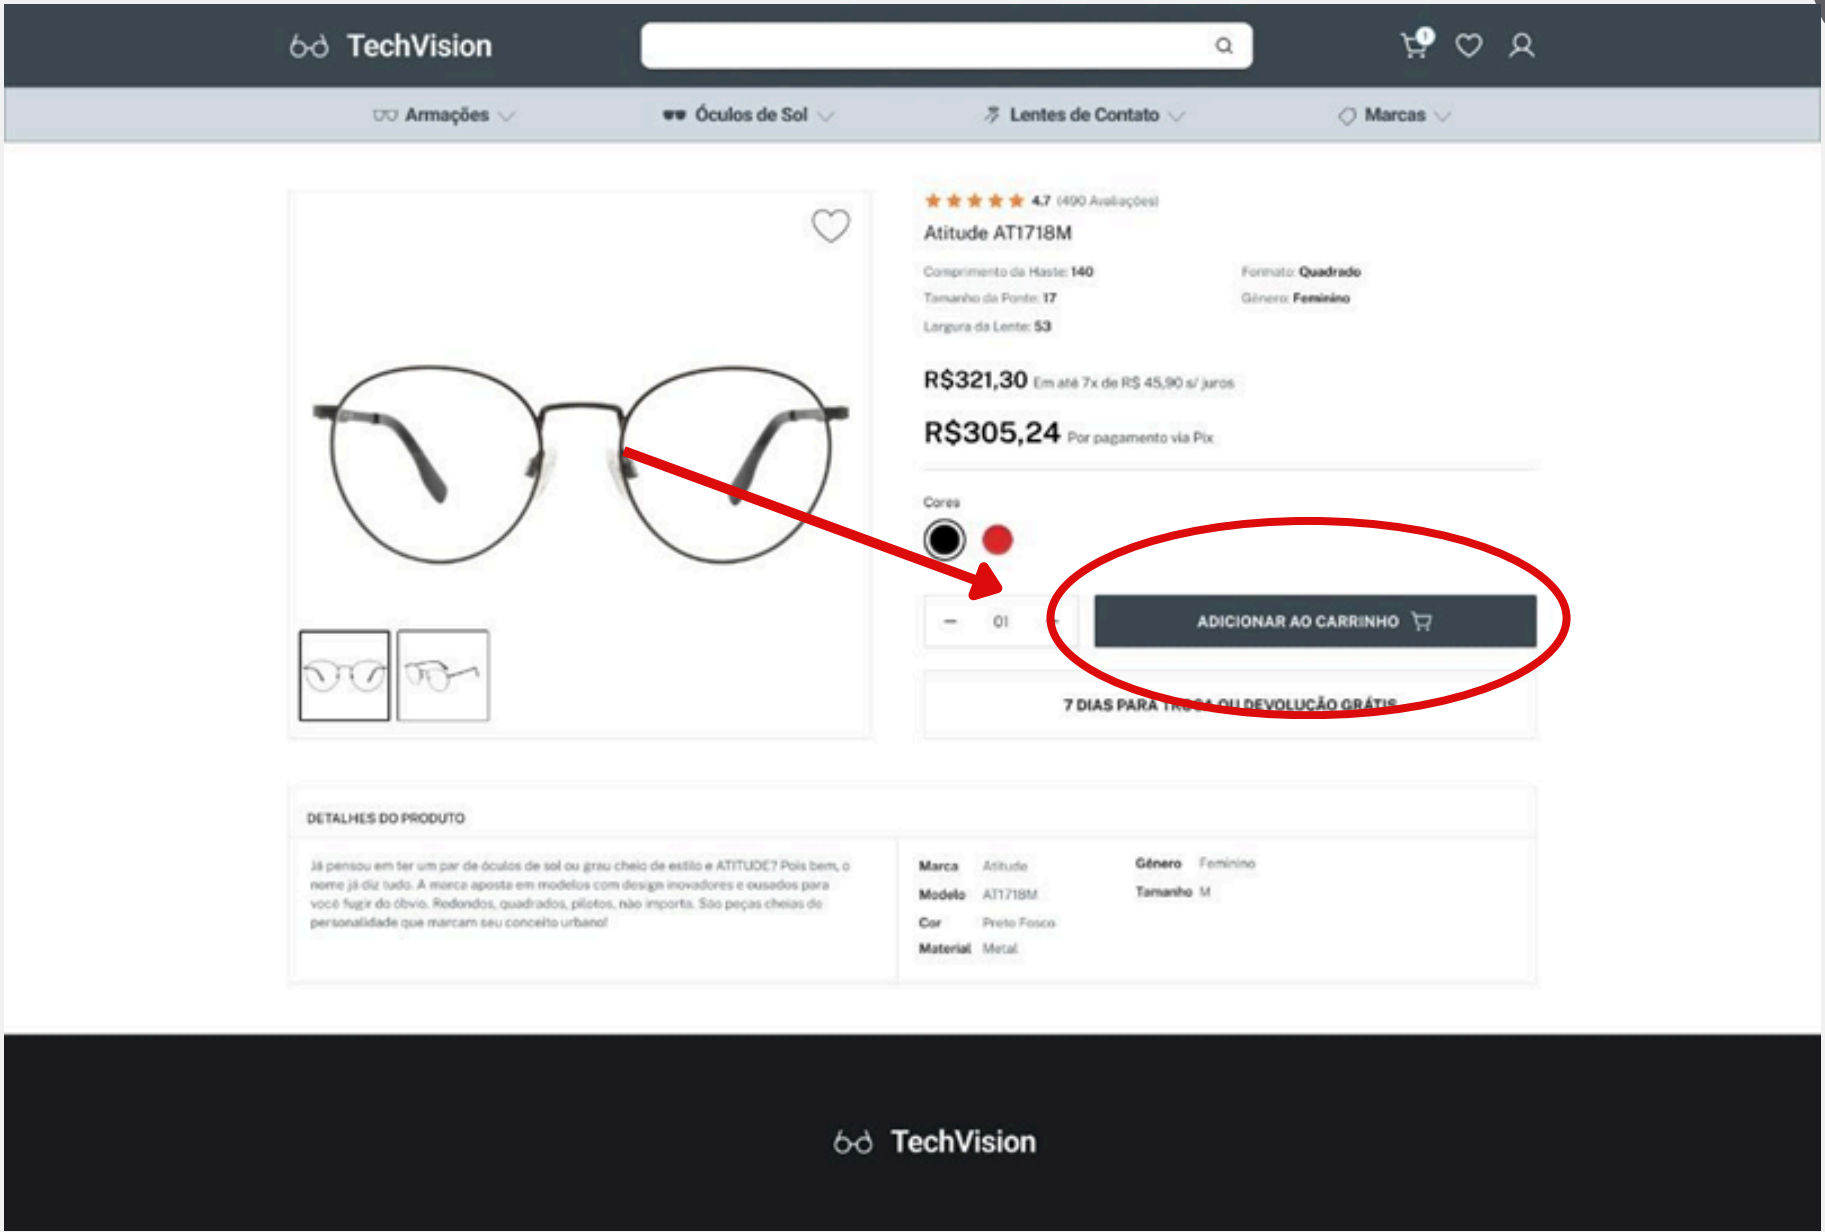 TechVision
1
Armações
Óculos de Sol
Lentes de Contato
Marcas
4.7 (490 Avaliações)
Atitude AT1718M
Comprimento da Haste: 140
Formato: Quadrado
Tamanho da Ponte: 17
Gênero: Feminino
Largura da Lente: 53
R$321,30 Em até 7x de R$ 45,90 s/ juros
R$305,24 Por pagamento via Pix
Cores
− 01
ADICIONAR AO CARRINHO
7 DIAS PARA TROCA OU DEVOLUÇÃO GRÁTIS
DETALHES DO PRODUTO
Já pensou em ter um par de óculos de sol ou grau cheio de estilo e ATITUDE? Pois bem, o
nome já diz tudo. A marca aposta em modelos com design inovadores e ousados para
você fugir do óbvio. Redondos, quadrados, pilotos, não importa. São peças cheias de
personalidade que marcam seu conceito urbano!
Marca Atitude
Modelo AT1718M
Cor Preto Fosco
Material Metal
Gênero Feminino
Tamanho M
TechVision